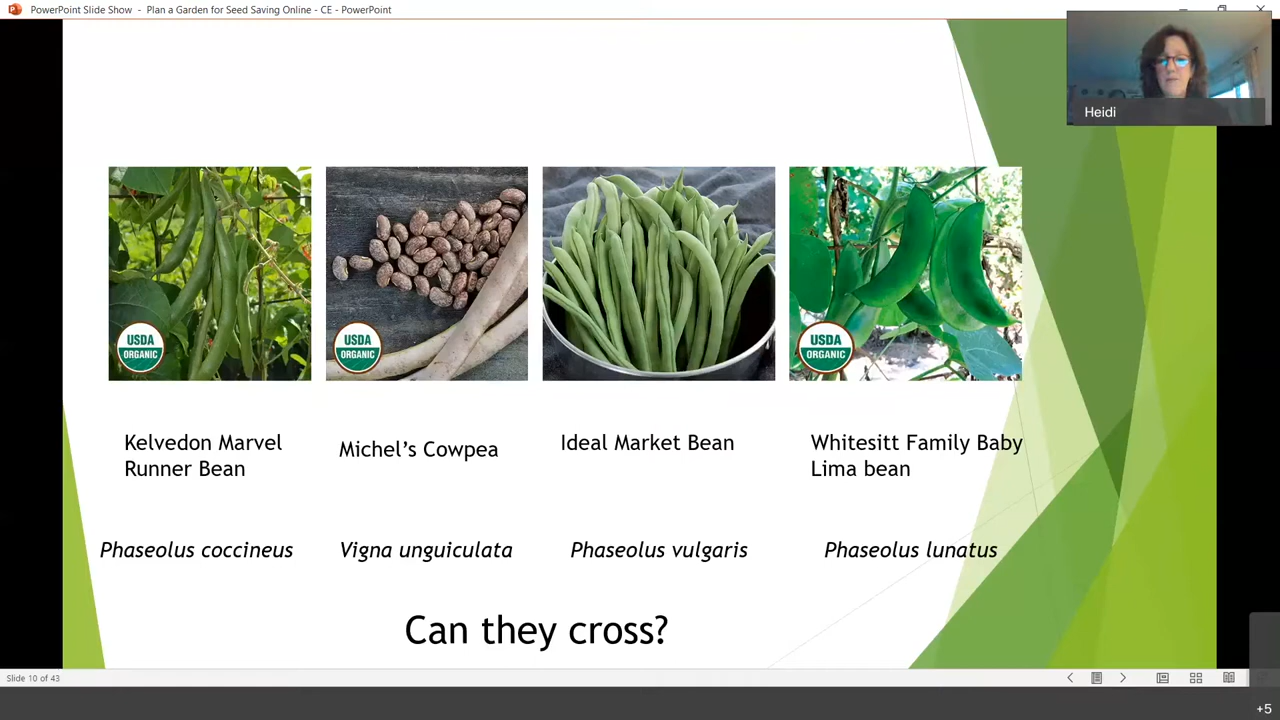 PowerPoint Slide Show - Plan a Garden for Seed Saving Online - CE - PowerPoint
Heidi
USDA
ORGANIC
USDA
ORGANIC
USDA
ORGANIC
Kelvedon Marvel
Runner Bean
Michel's Cowpea
Ideal Market Bean
Whitesitt Family Baby
Lima bean
Phaseolus coccineus
Vigna unguiculata
Phaseolus vulgaris
Phaseolus lunatus
Can they cross?
Slide 10 of 43
+5